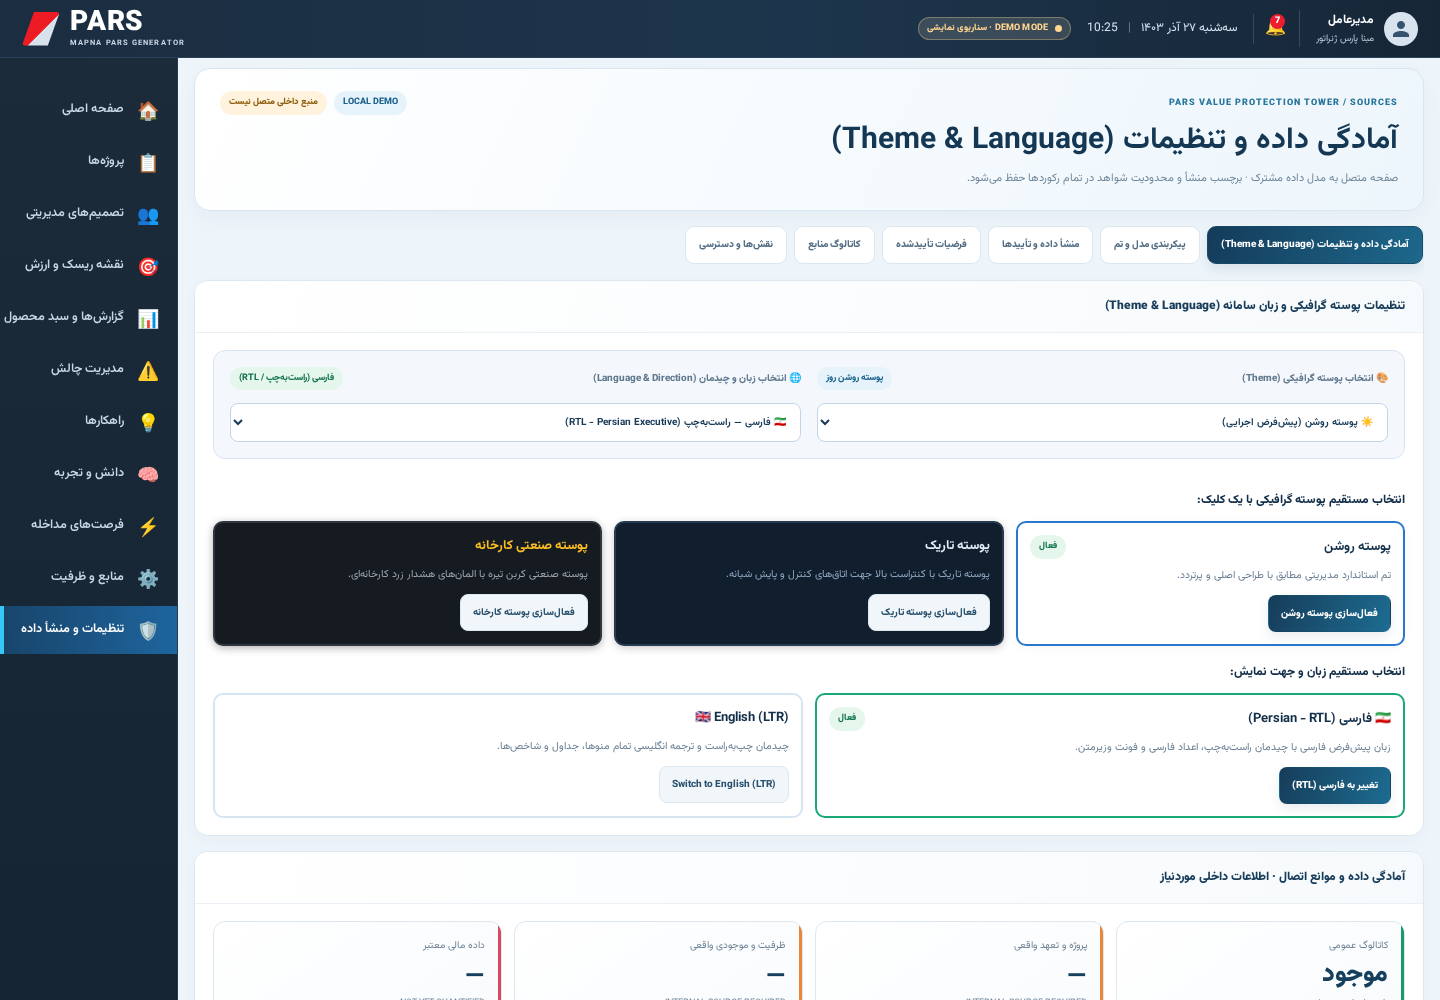 PARS
MAPNA PARS GENERATOR
DEMO MODE · سناریوی نمایشی
10:25
سه‌شنبه ۲۷ آذر ۱۴۰۳
7
مدیرعامل
مپنا پارس ژنراتور
صفحه اصلی
پروژه‌ها
تصمیم‌های مدیریتی
نقشه ریسک و ارزش
گزارش‌ها و سبد محصول
مدیریت چالش
راهکارها
دانش و تجربه
فرصت‌های مداخله
منابع و ظرفیت
تنظیمات و منشأ داده
PARS VALUE PROTECTION TOWER / SOURCES
آمادگی داده و تنظیمات (Theme & Language)
صفحه متصل به مدل داده مشترک · برچسب منشأ و محدودیت شواهد در تمام رکوردها حفظ می‌شود.
LOCAL DEMO
منبع داخلی متصل نیست
آمادگی داده و تنظیمات (Theme & Language)
پیکربندی مدل و تم
منشأ داده و تأییدها
فرضیات تأییدشده
کاتالوگ منابع
نقش‌ها و دسترسی
تنظیمات پوسته گرافیکی و زبان سامانه (Theme & Language)
🎨 انتخاب پوسته گرافیکی (Theme)
پوسته روشن روز
☀️ پوسته روشن (پیش‌فرض اجرایی)
🌐 انتخاب زبان و چیدمان (Language & Direction)
فارسی (راست‌به‌چپ / RTL)
🇮🇷 فارسی — راست‌به‌چپ (RTL - Persian Executive)
انتخاب مستقیم پوسته گرافیکی با یک کلیک:
پوسته روشن
فعال
تم استاندارد مدیریتی مطابق با طراحی اصلی و پرتردد.
فعال‌سازی پوسته روشن
پوسته تاریک
پوسته تاریک با کنتراست بالا جهت اتاق‌های کنترل و پایش شبانه.
فعال‌سازی پوسته تاریک
پوسته صنعتی کارخانه
پوسته صنعتی کربن تیره با المان‌های هشدار زرد کارخانه‌ای.
فعال‌سازی پوسته کارخانه
انتخاب مستقیم زبان و جهت نمایش:
🇮🇷 فارسی (Persian - RTL)
فعال
زبان پیش‌فرض فارسی با چیدمان راست‌به‌چپ، اعداد فارسی و فونت وزیرمتن.
تغییر به فارسی (RTL)
🇬🇧 English (LTR)
چیدمان چپ‌به‌راست و ترجمه انگلیسی تمام منوها، جداول و شاخص‌ها.
Switch to English (LTR)
آمادگی داده و موانع اتصال · اطلاعات داخلی موردنیاز
کاتالوگ عمومی
موجود
پروژه و تعهد واقعی
—
ظرفیت و موجودی واقعی
—
داده مالی معتبر
—